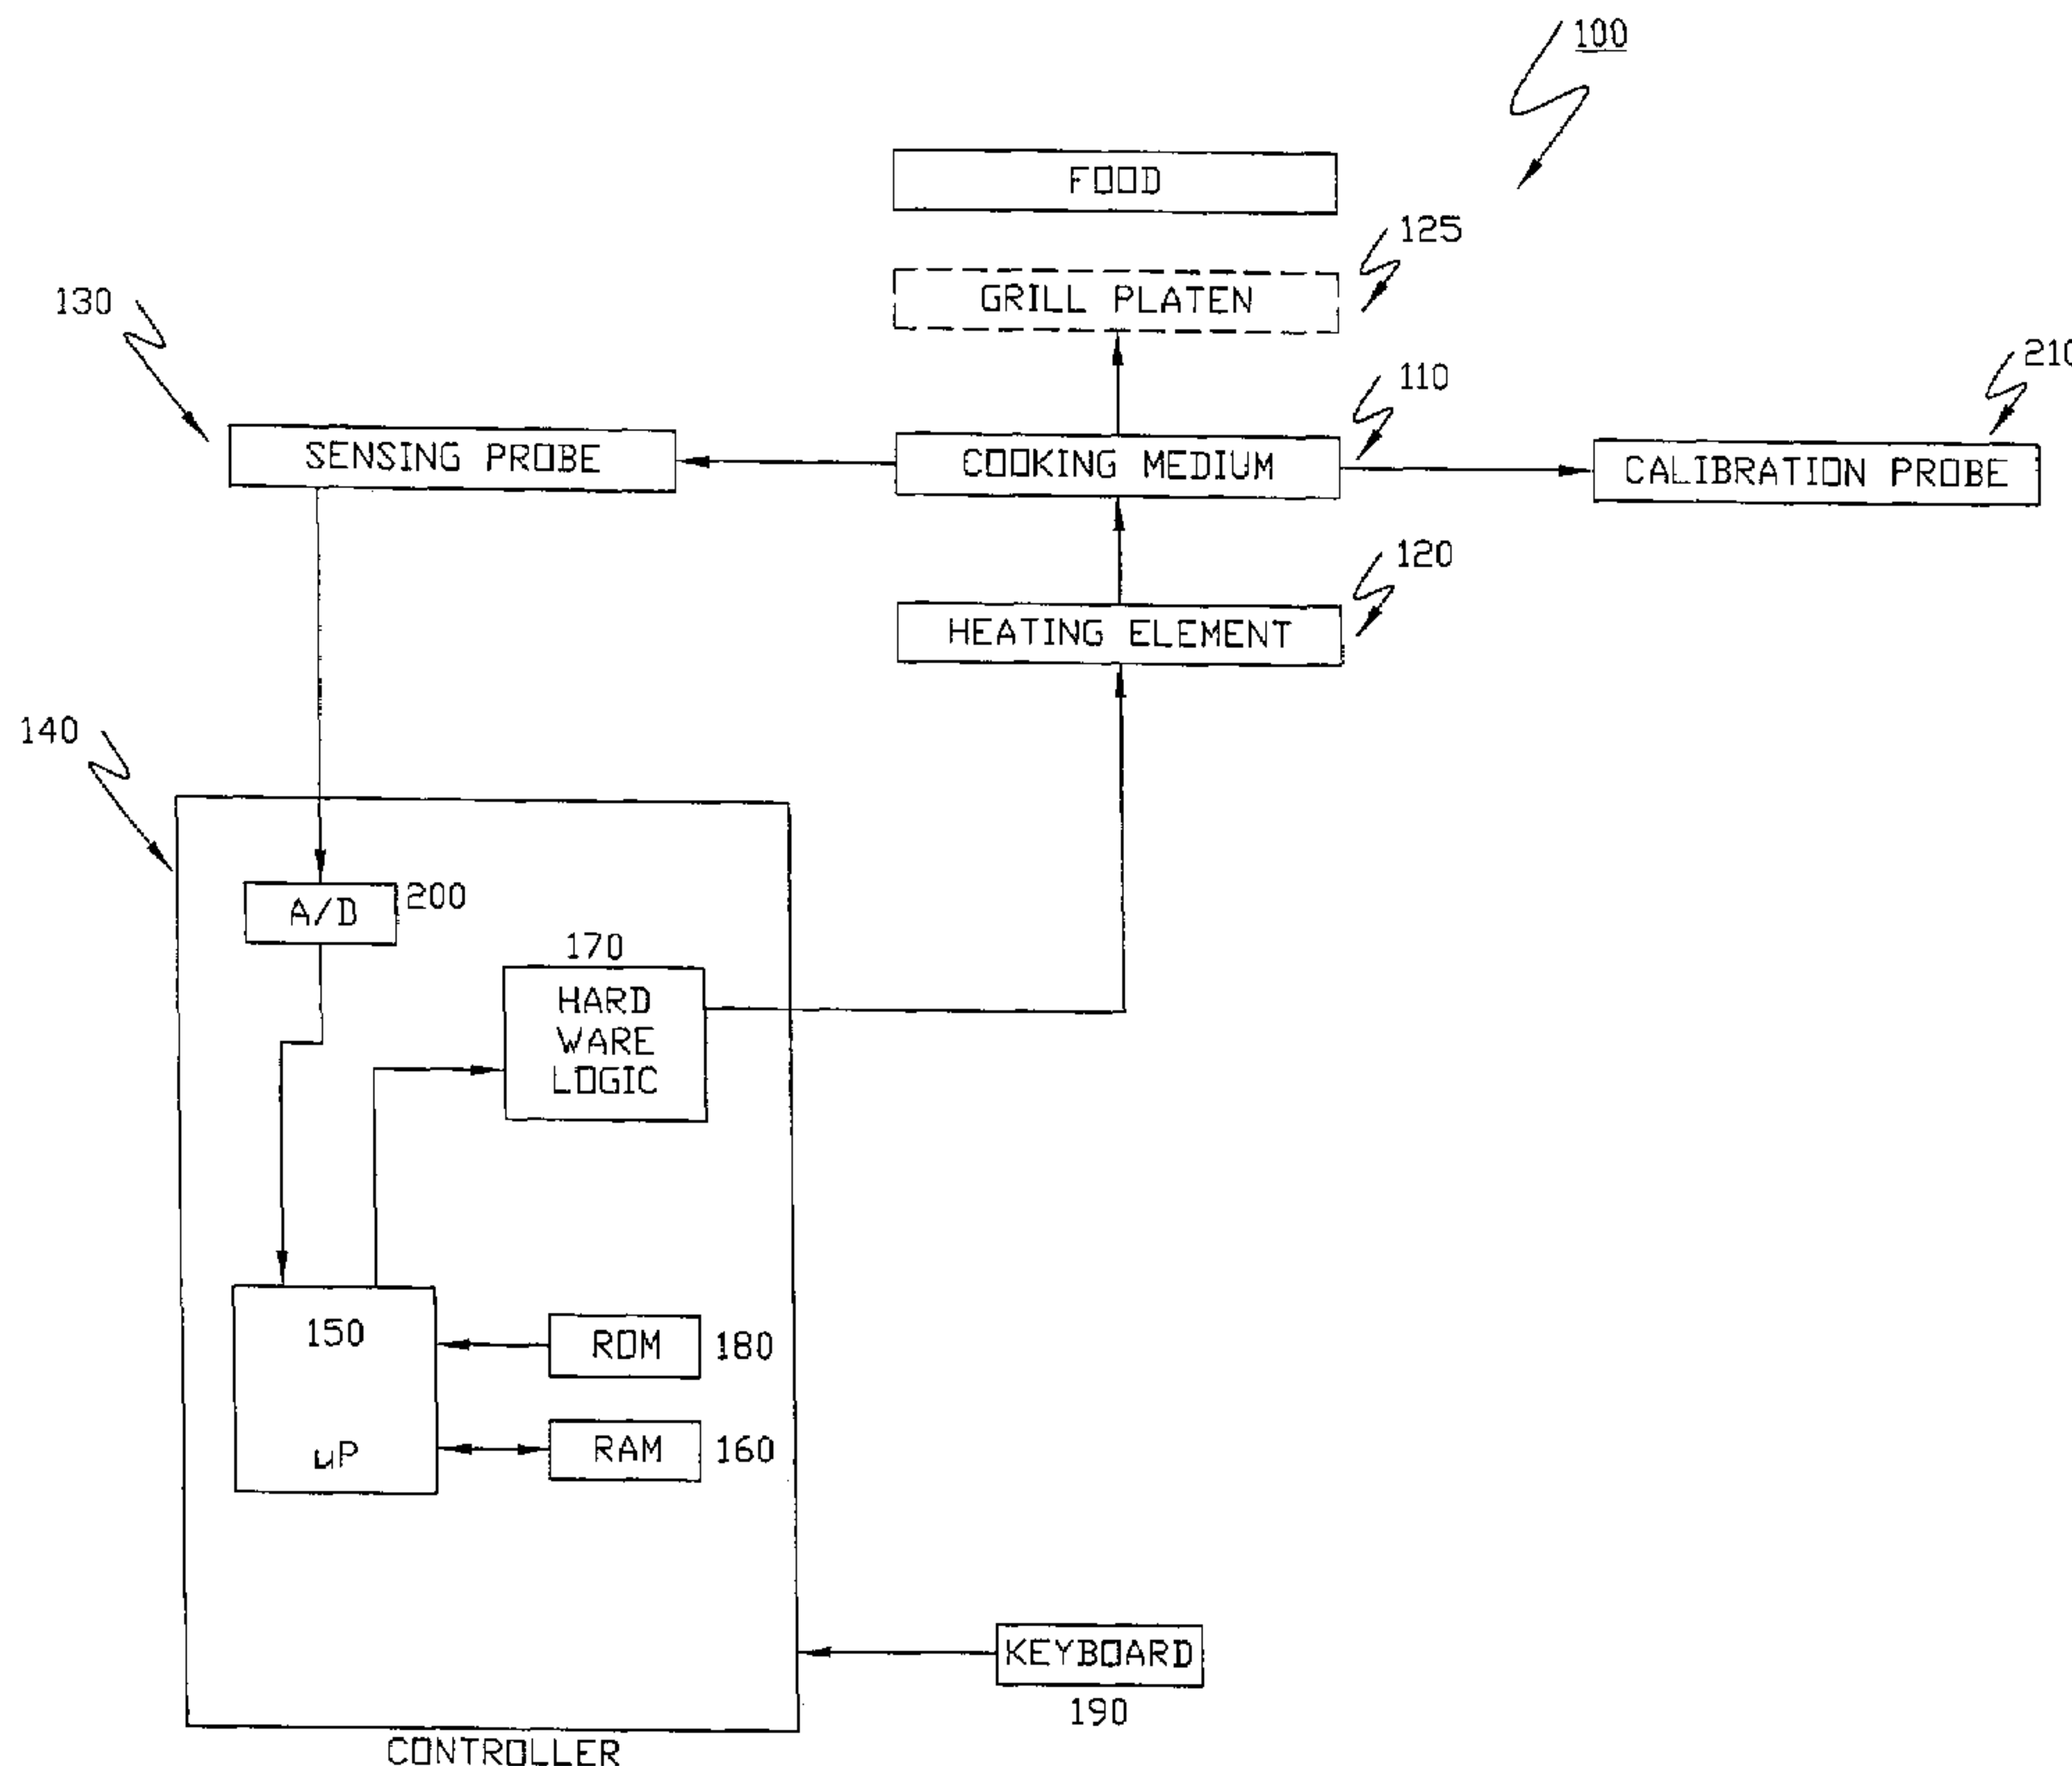 100
FOOD
125
GRILL PLATEN
130
210
110
SENSING PROBE
COOKING MEDIUM
CALIBRATION PROBE
120
HEATING ELEMENT
140
A/D
200
170
HARD
WARE
LOGIC
150
ROM
180
µP
RAM
160
KEYBOARD
190
CONTROLLER